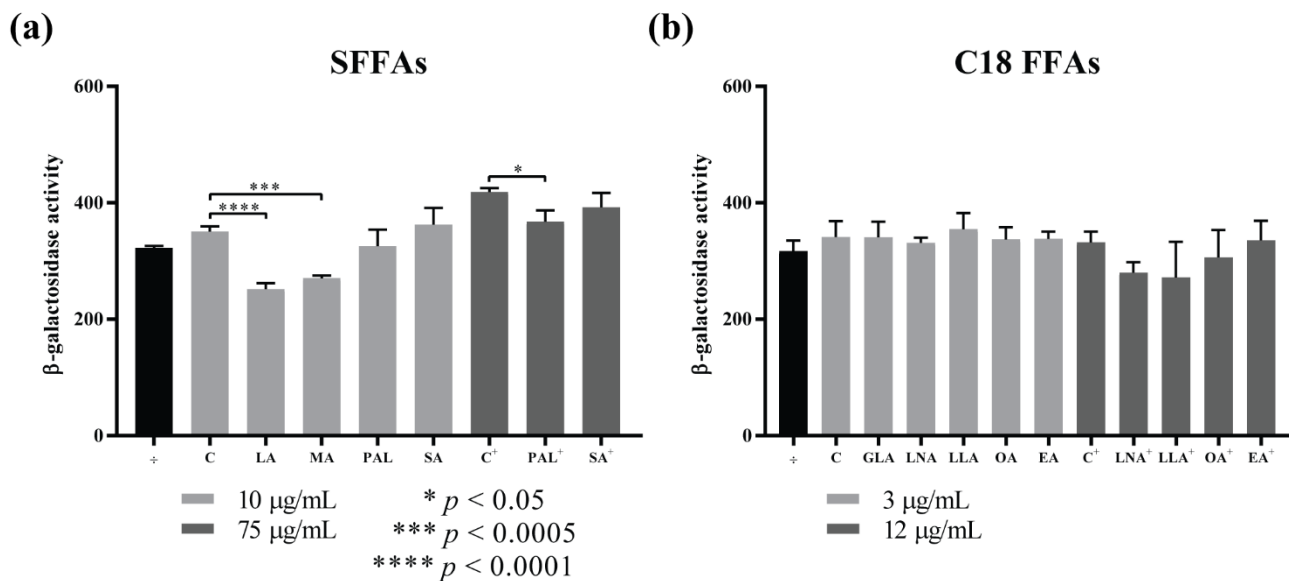 (a)
SFFAs
600
400
200
0
β-galactosidase activity
***
****
*
÷ C LA MA PAL SA C⁺ PAL⁺ SA⁺
10 μg/mL
75 μg/mL
* p < 0.05
*** p < 0.0005
**** p < 0.0001
(b)
C18 FFAs
600
400
200
0
β-galactosidase activity
÷ C GLA LNA LLA OA EA C⁺ LNA⁺ LLA⁺ OA⁺ EA⁺
3 μg/mL
12 μg/mL